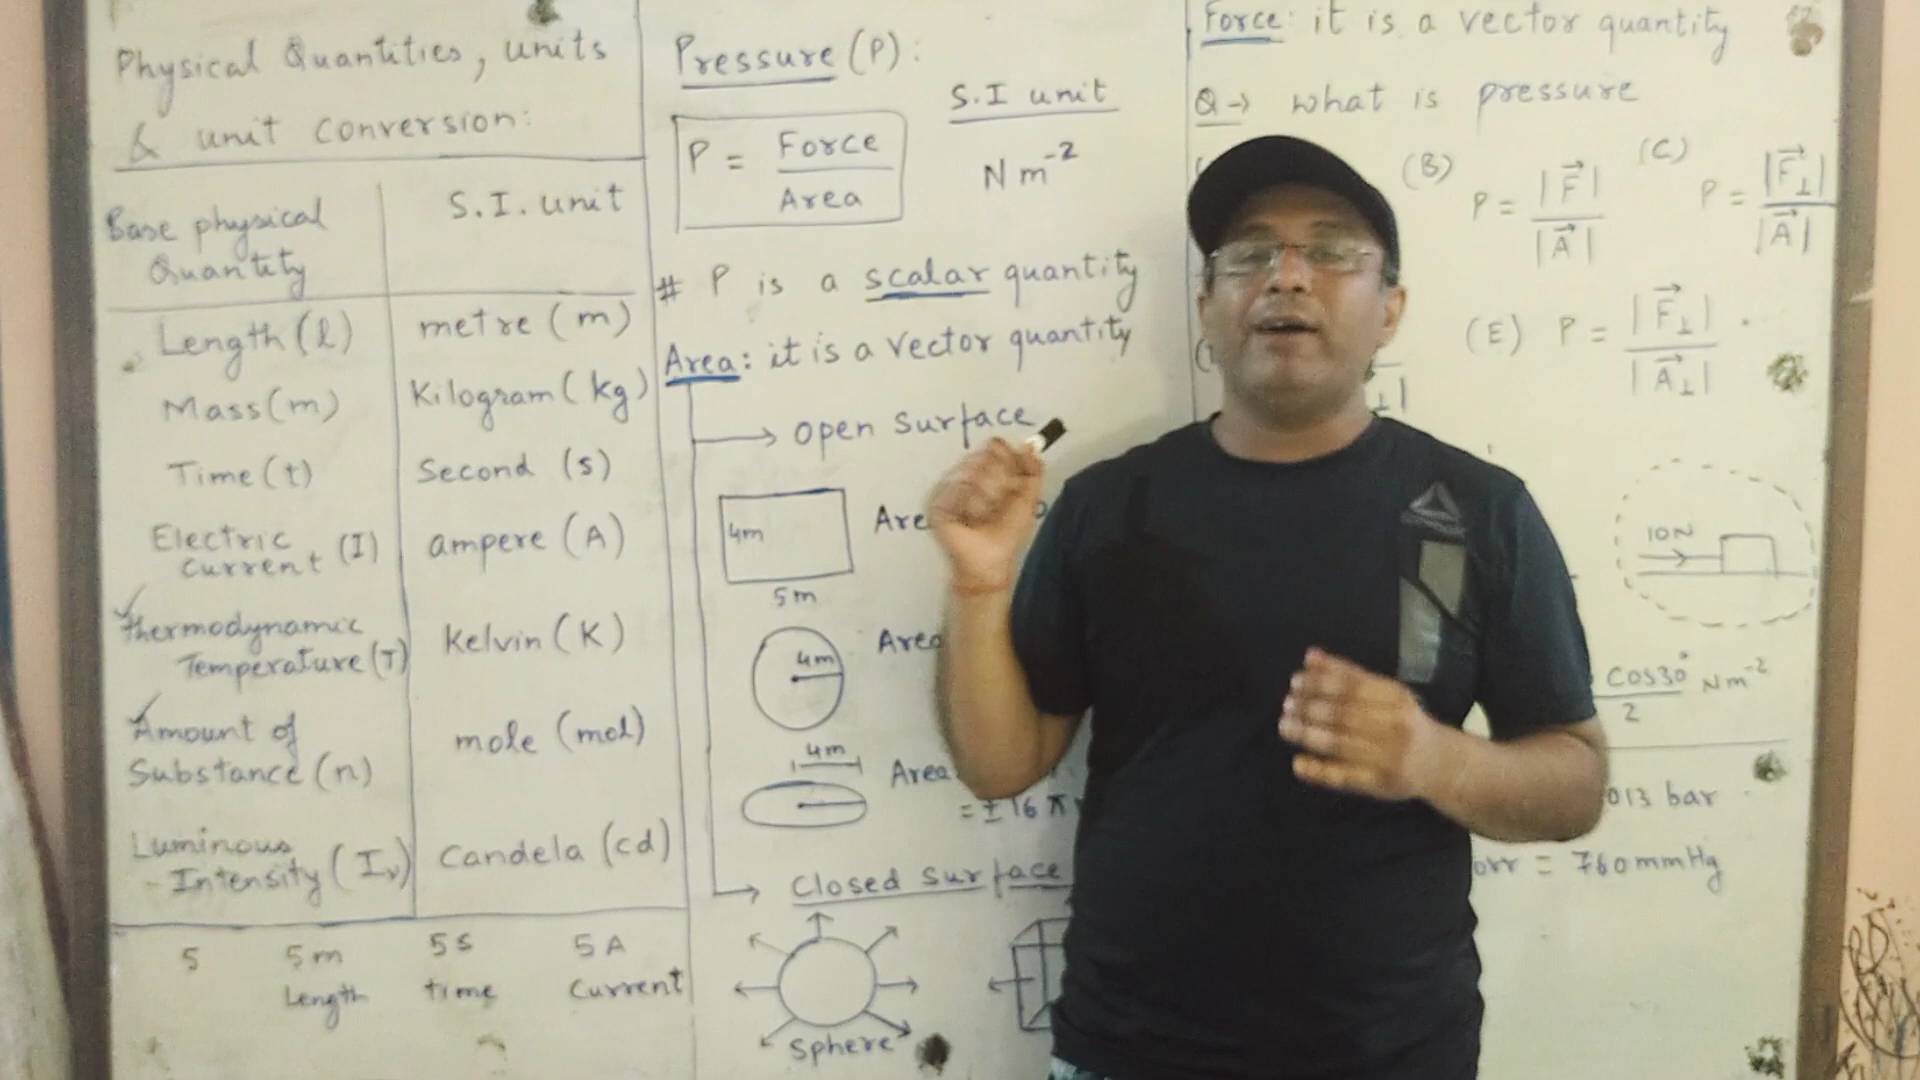 Physical Quantities, units
& unit conversion:
Base physical Quantity
S.I. unit
Length (l)
metre (m)
Mass (m)
Kilogram (kg)
Time (t)
Second (s)
Electric Current (I)
ampere (A)
Thermodynamic Temperature (T)
Kelvin (K)
Amount of Substance (n)
mole (mol)
Luminous Intensity (Iv)
Candela (cd)
5 5m 5s 5A
Length time Current
Pressure (P):
S.I unit
P = Force / Area
N m⁻²
# P is a scalar quantity
Area: it is a vector quantity
Open Surface
4m
5m
Area
4m
Area
4m
Area
= ± 16 π
Closed surface
Sphere
Force: it is a vector quantity
Q→ what is pressure
(B) P = |F⃗| / |A⃗|
(C) P = |F⃗⊥| / |A⃗|
(E) P = |F⃗⊥| / |A⃗⊥|
10N
Cos30° / 2 Nm⁻²
013 bar
orr = 760 mmHg